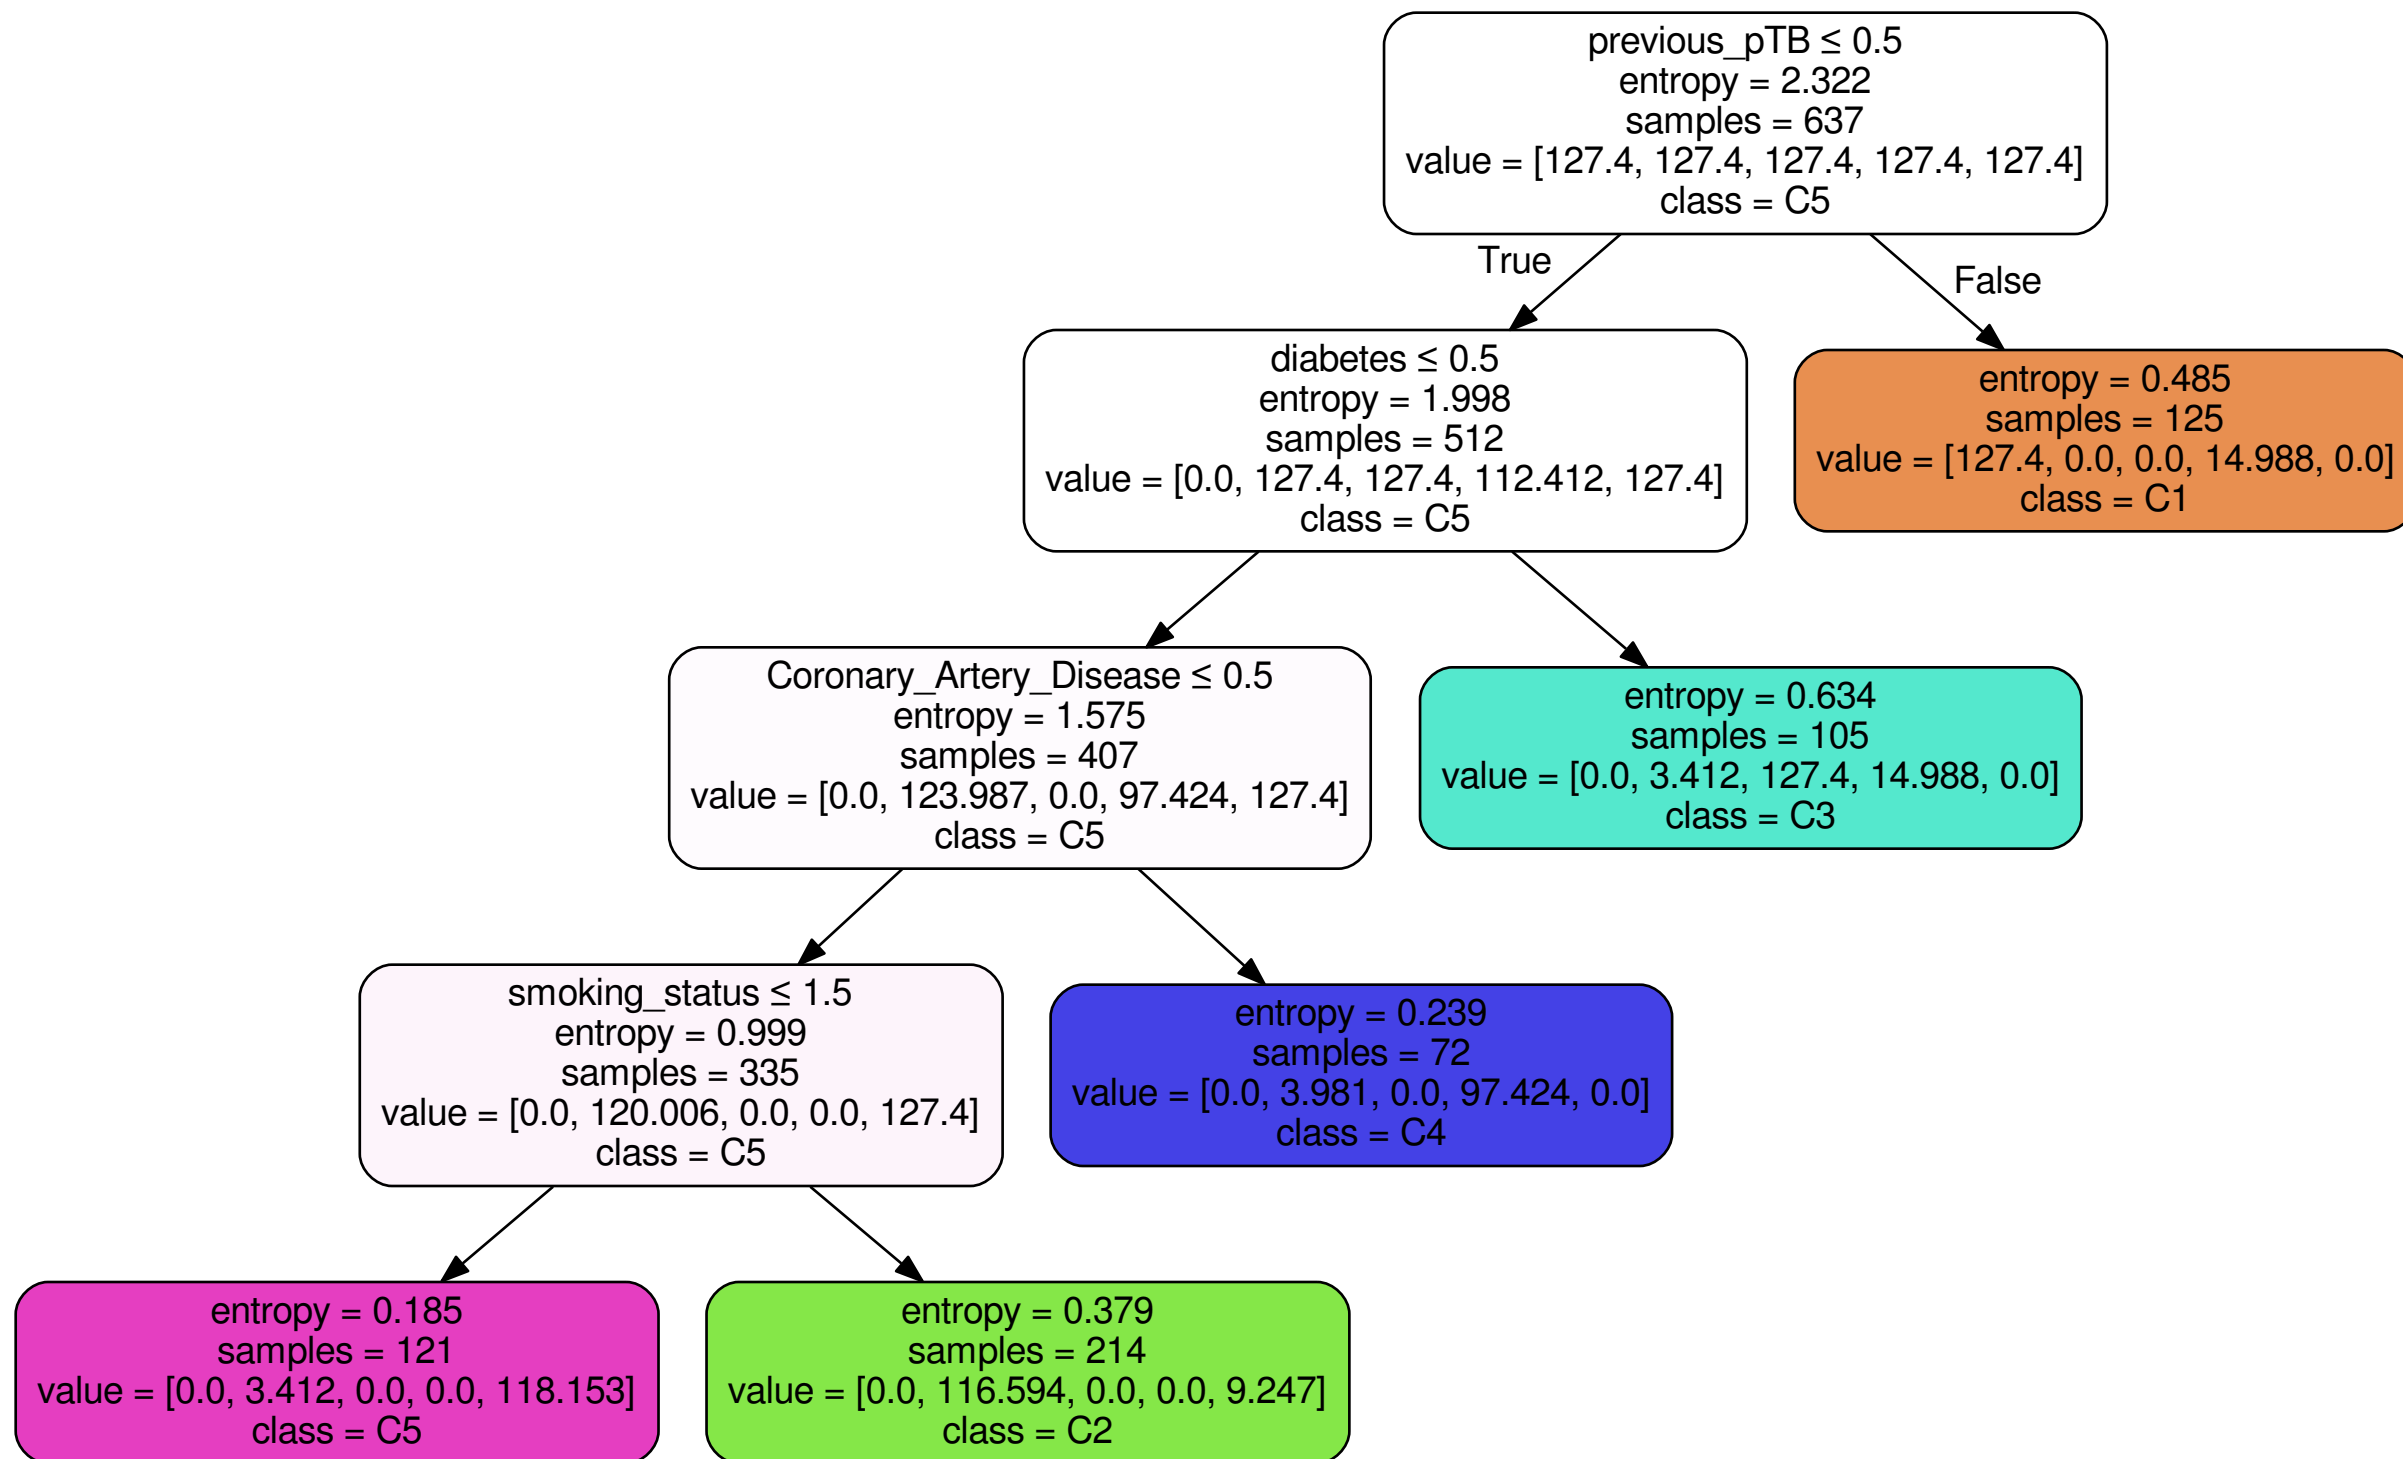 previous_pTB ≤ 0.5
entropy = 2.322
samples = 637
value = [127.4, 127.4, 127.4, 127.4, 127.4]
class = C5
True
False
diabetes ≤ 0.5
entropy = 1.998
samples = 512
value = [0.0, 127.4, 127.4, 112.412, 127.4]
class = C5
entropy = 0.485
samples = 125
value = [127.4, 0.0, 0.0, 14.988, 0.0]
class = C1
Coronary_Artery_Disease ≤ 0.5
entropy = 1.575
samples = 407
value = [0.0, 123.987, 0.0, 97.424, 127.4]
class = C5
entropy = 0.634
samples = 105
value = [0.0, 3.412, 127.4, 14.988, 0.0]
class = C3
smoking_status ≤ 1.5
entropy = 0.999
samples = 335
value = [0.0, 120.006, 0.0, 0.0, 127.4]
class = C5
entropy = 0.239
samples = 72
value = [0.0, 3.981, 0.0, 97.424, 0.0]
class = C4
entropy = 0.185
samples = 121
value = [0.0, 3.412, 0.0, 0.0, 118.153]
class = C5
entropy = 0.379
samples = 214
value = [0.0, 116.594, 0.0, 0.0, 9.247]
class = C2